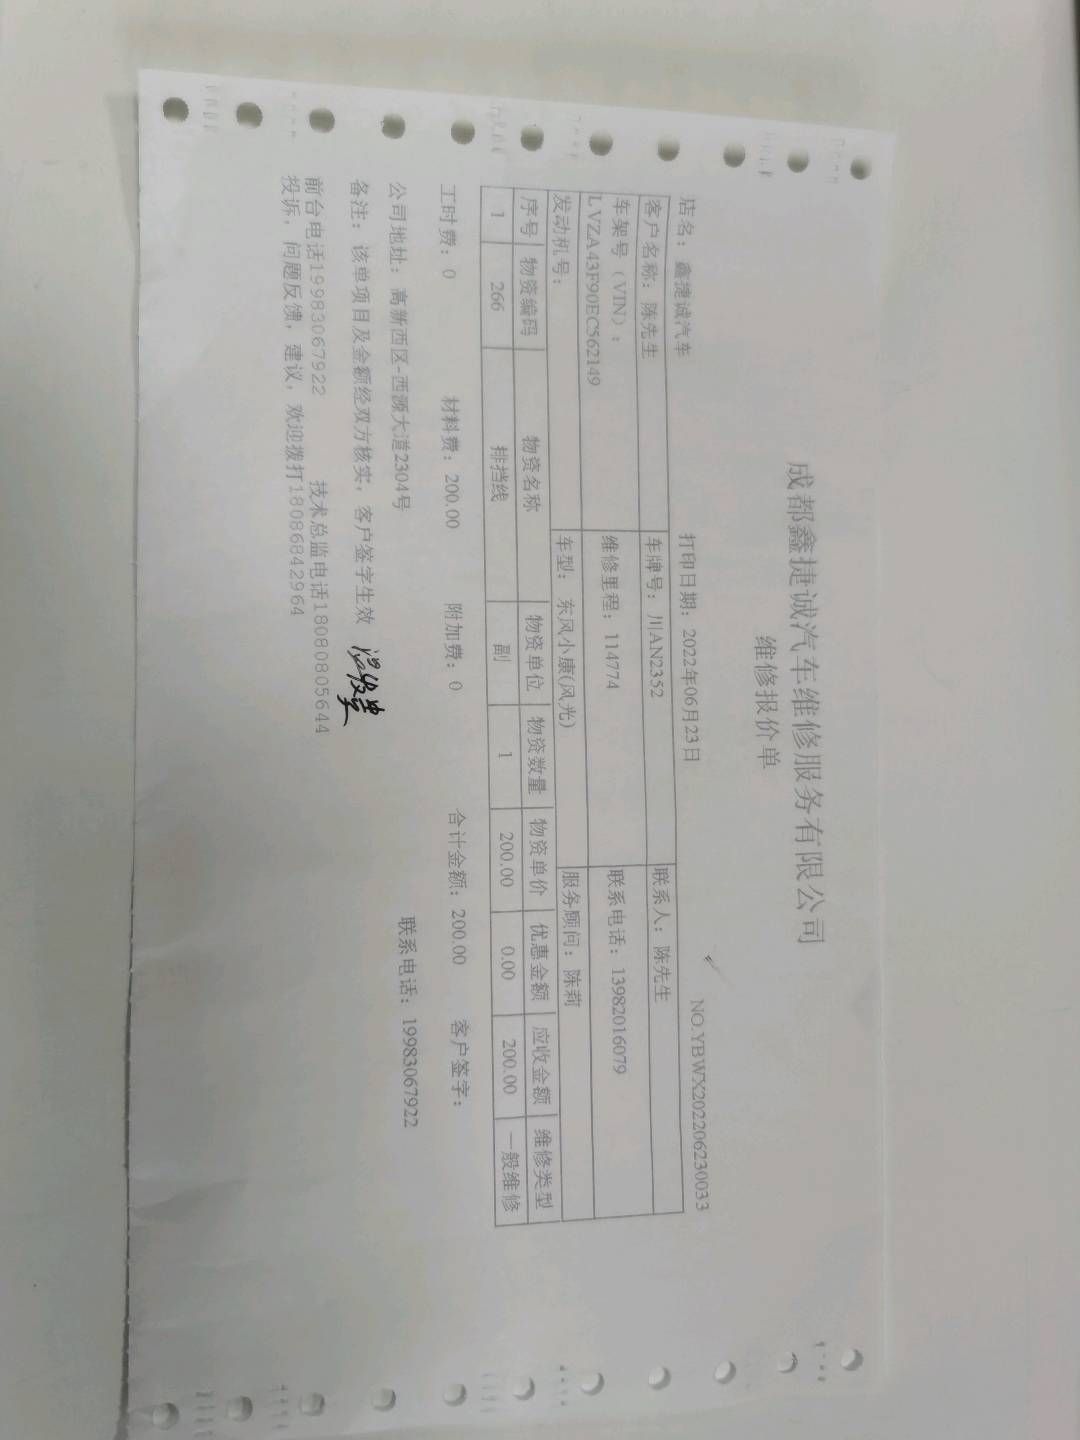 成都鑫捷诚汽车维修服务有限公司
维修报价单
NO.YBWX202206230033
店名：鑫捷诚汽车 打印日期：2022年06月23日
客户名称：陈先生 车牌号：川AN2352 联系人：陈先生
车架号（VIN）：
LVZA43F90EC562149 维修里程：114774 联系电话：13982016079
发动机号： 车型：东风小康(风光) 服务顾问：陈莉
序号 物资编码 物资名称 物资单位 物资数量 物资单价 优惠金额 应收金额 维修类型
1 266 排挡线 副 1 200.00 0.00 200.00 一般维修
工时费：0 材料费：200.00 附加费：0 合计金额：200.00 客户签字：
公司地址：高新西区-西源大道2304号 联系电话：19983067922
备注：该单项目及金额经双方核实，客户签字生效
前台电话19983067922 技术总监电话18080805644
投诉，问题反馈，建议，欢迎拨打18086842964